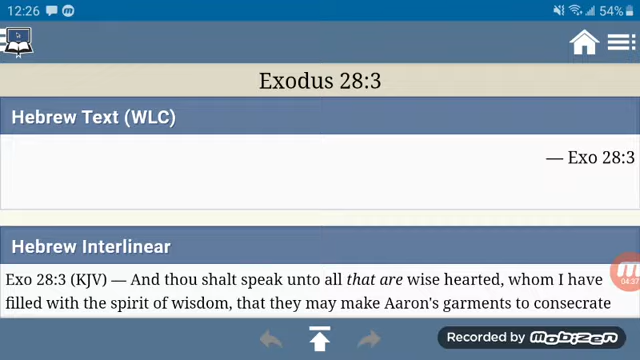 12:26 54%
Exodus 28:3
Hebrew Text (WLC)
— Exo 28:3
Hebrew Interlinear
Exo 28:3 (KJV) — And thou shalt speak unto all that are wise hearted, whom I have
filled with the spirit of wisdom, that they may make Aaron's garments to consecrate
04:37
Recorded by Mobizen